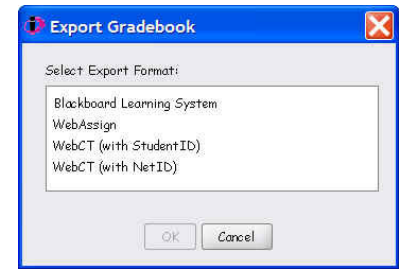 Export Gradebook
Select Export Format:
Blackboard Learning System
WebAssign
WebCT (with StudentID)
WebCT (with NetID)
OK Cancel